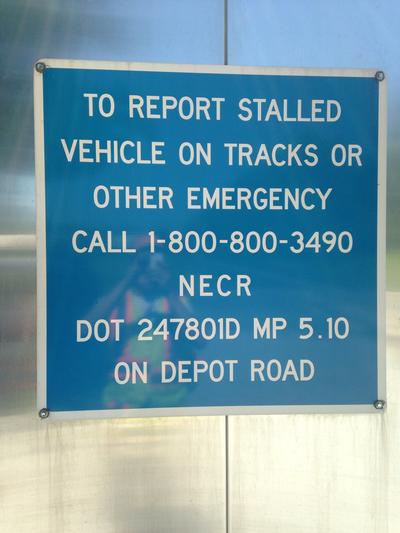 TO REPORT STALLED
VEHICLE ON TRACKS OR
OTHER EMERGENCY
CALL 1-800-800-3490
NECR
DOT 247801D MP 5.10
ON DEPOT ROAD